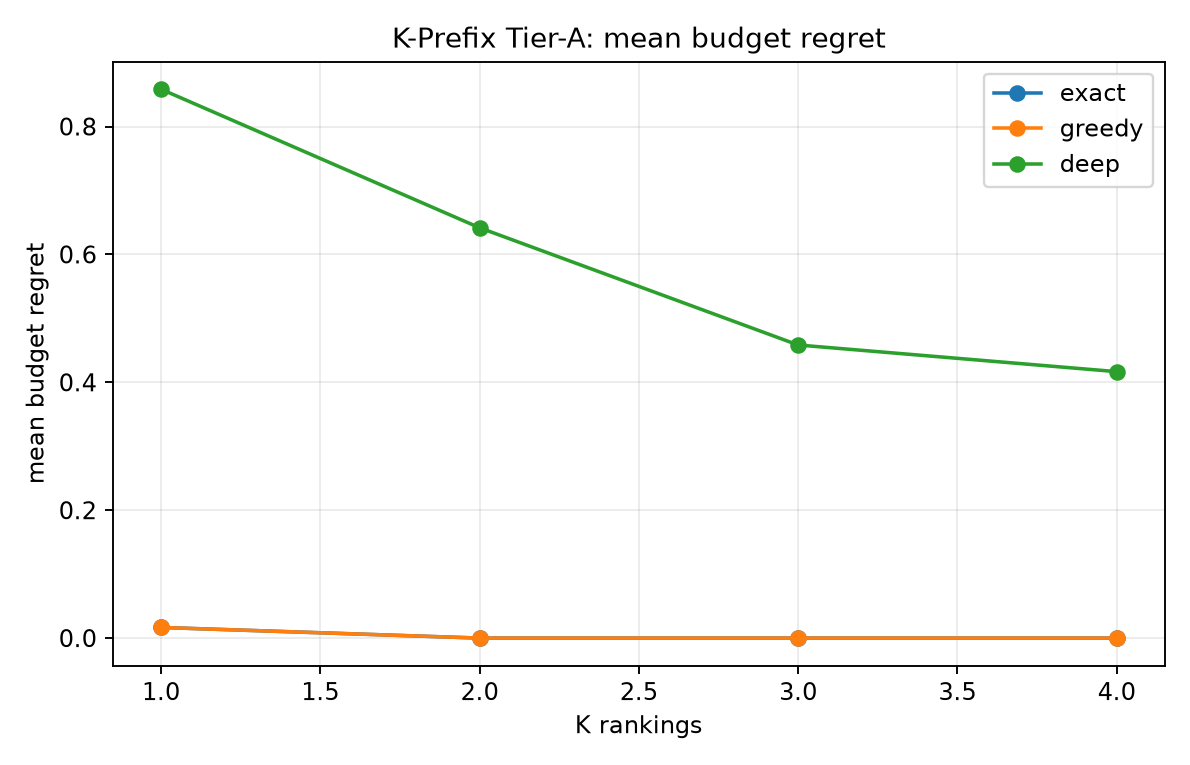 K-Prefix Tier-A: mean budget regret
exact
greedy
deep
mean budget regret
0.8
0.6
0.4
0.2
0.0
1.0 1.5 2.0 2.5 3.0 3.5 4.0
K rankings